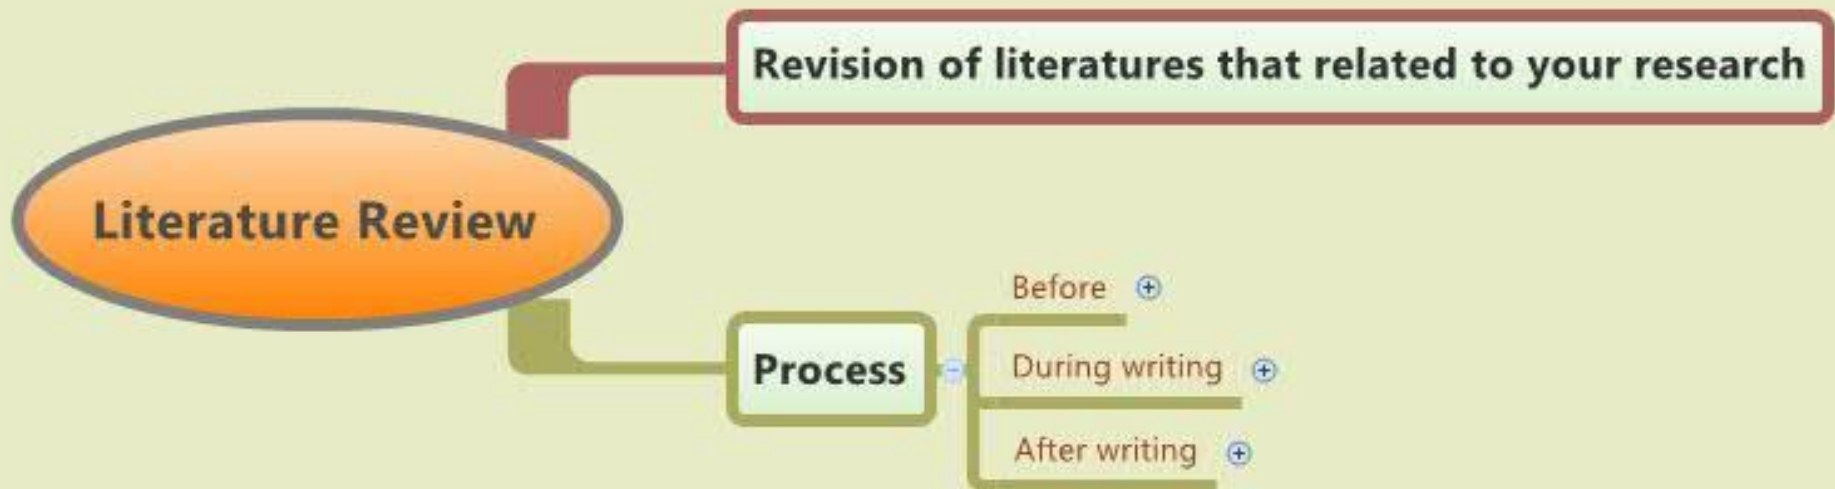 Revision of literatures that related to your research
Literature Review
Before
Process
During writing
After writing